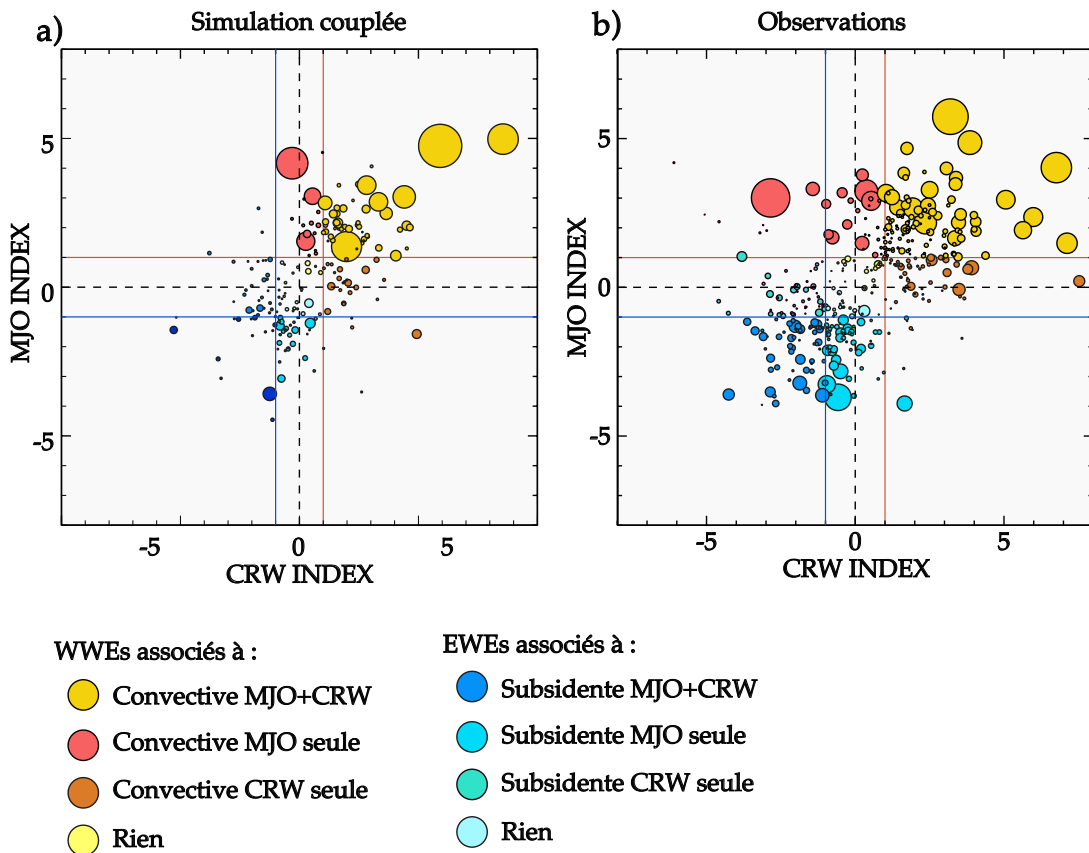 a)
Simulation couplée
5
0
-5
MJO INDEX
-5
0
5
CRW INDEX
b)
Observations
5
0
-5
MJO INDEX
-5
0
5
CRW INDEX
WWEs associés à :
Convective MJO+CRW
Convective MJO seule
Convective CRW seule
Rien
EWEs associés à :
Subsidente MJO+CRW
Subsidente MJO seule
Subsidente CRW seule
Rien